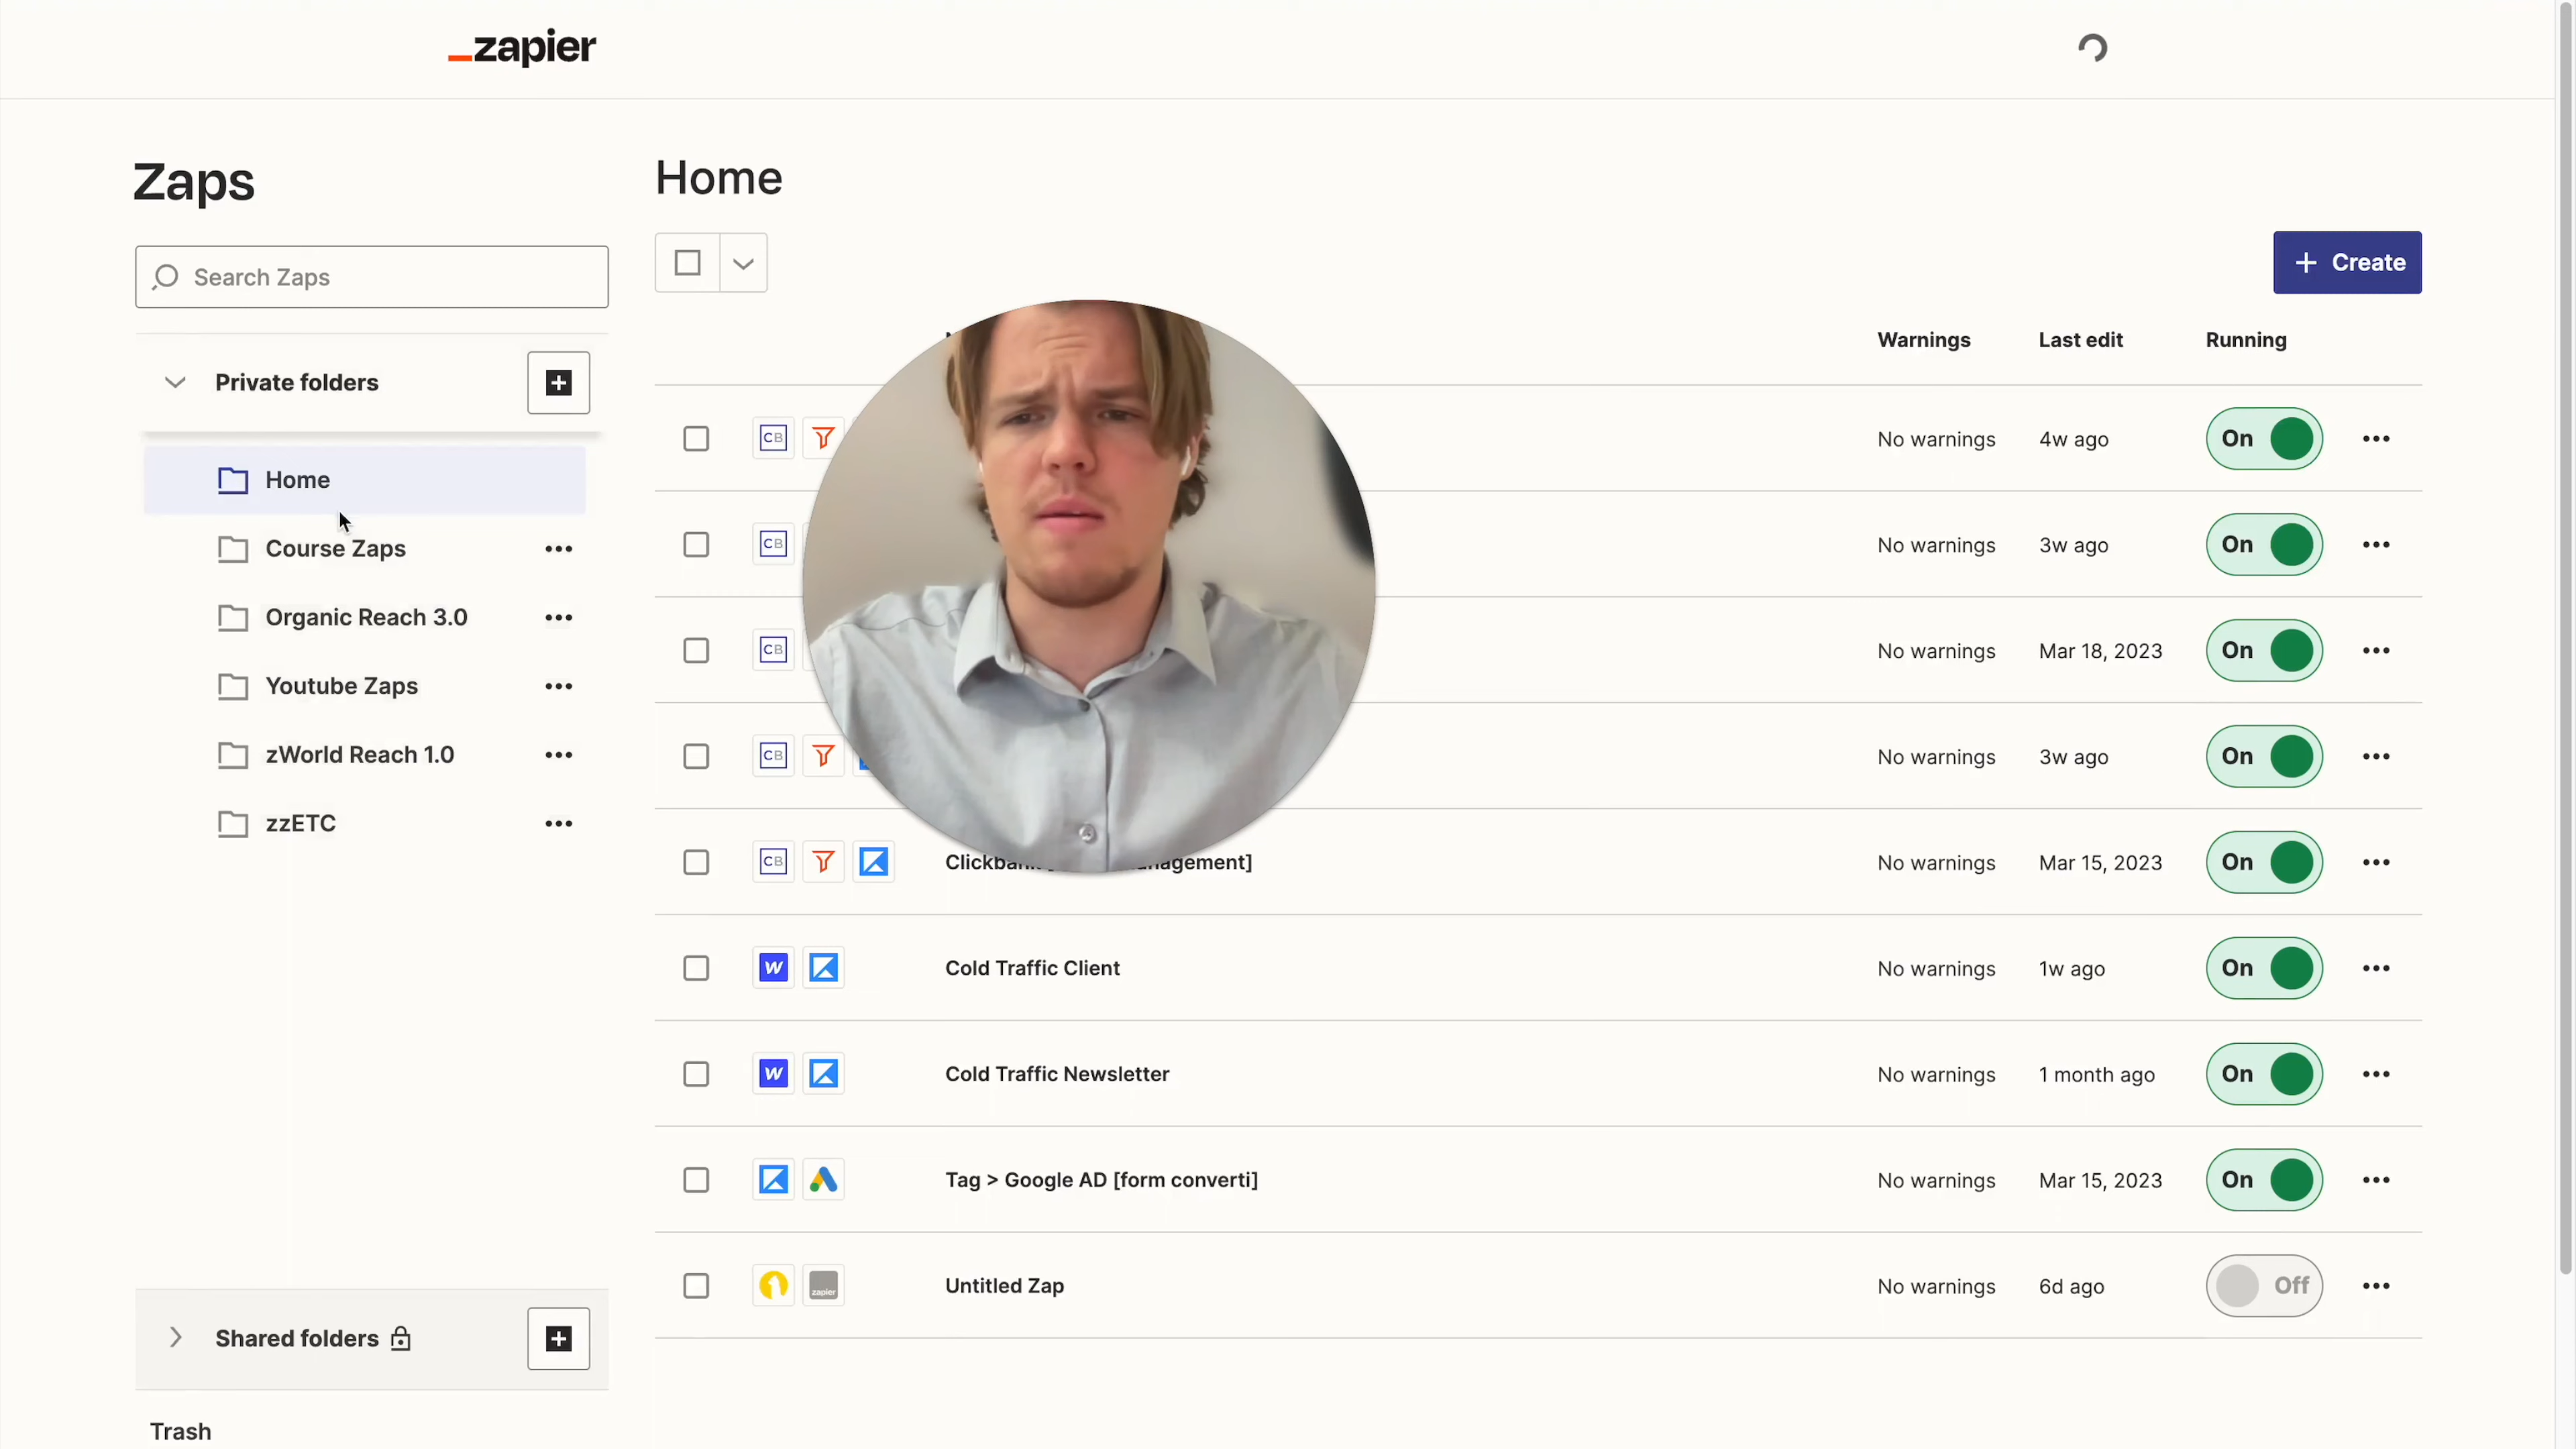 zapier
Zaps
Home
Search Zaps
Create
Warnings
Last edit
Running
Private folders
Home
Course Zaps
Organic Reach 3.0
Youtube Zaps
zWorld Reach 1.0
zzETC
CB
No warnings
4w ago
On
CB
No warnings
3w ago
On
CB
No warnings
Mar 18, 2023
On
CB
No warnings
3w ago
On
CB
No warnings
Mar 15, 2023
On
W
Cold Traffic Client
No warnings
1w ago
On
W
Cold Traffic Newsletter
No warnings
1 month ago
On
Tag > Google AD [form converti]
No warnings
Mar 15, 2023
On
zapier
Untitled Zap
No warnings
6d ago
Off
Shared folders
Trash